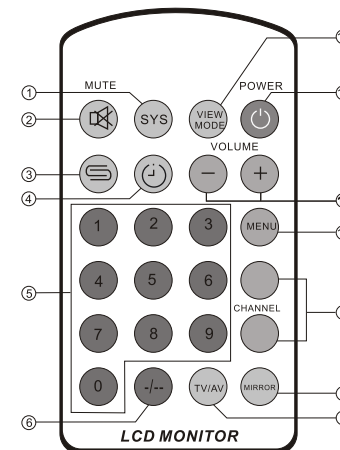 MUTE
POWER
① SYS VIEW MODE
②
VOLUME
③
④ − +
1 2 3 MENU
⑤ 4 5 6
CHANNEL
7 8 9
0 -/-- TV/AV MIRROR
⑥
LCD MONITOR